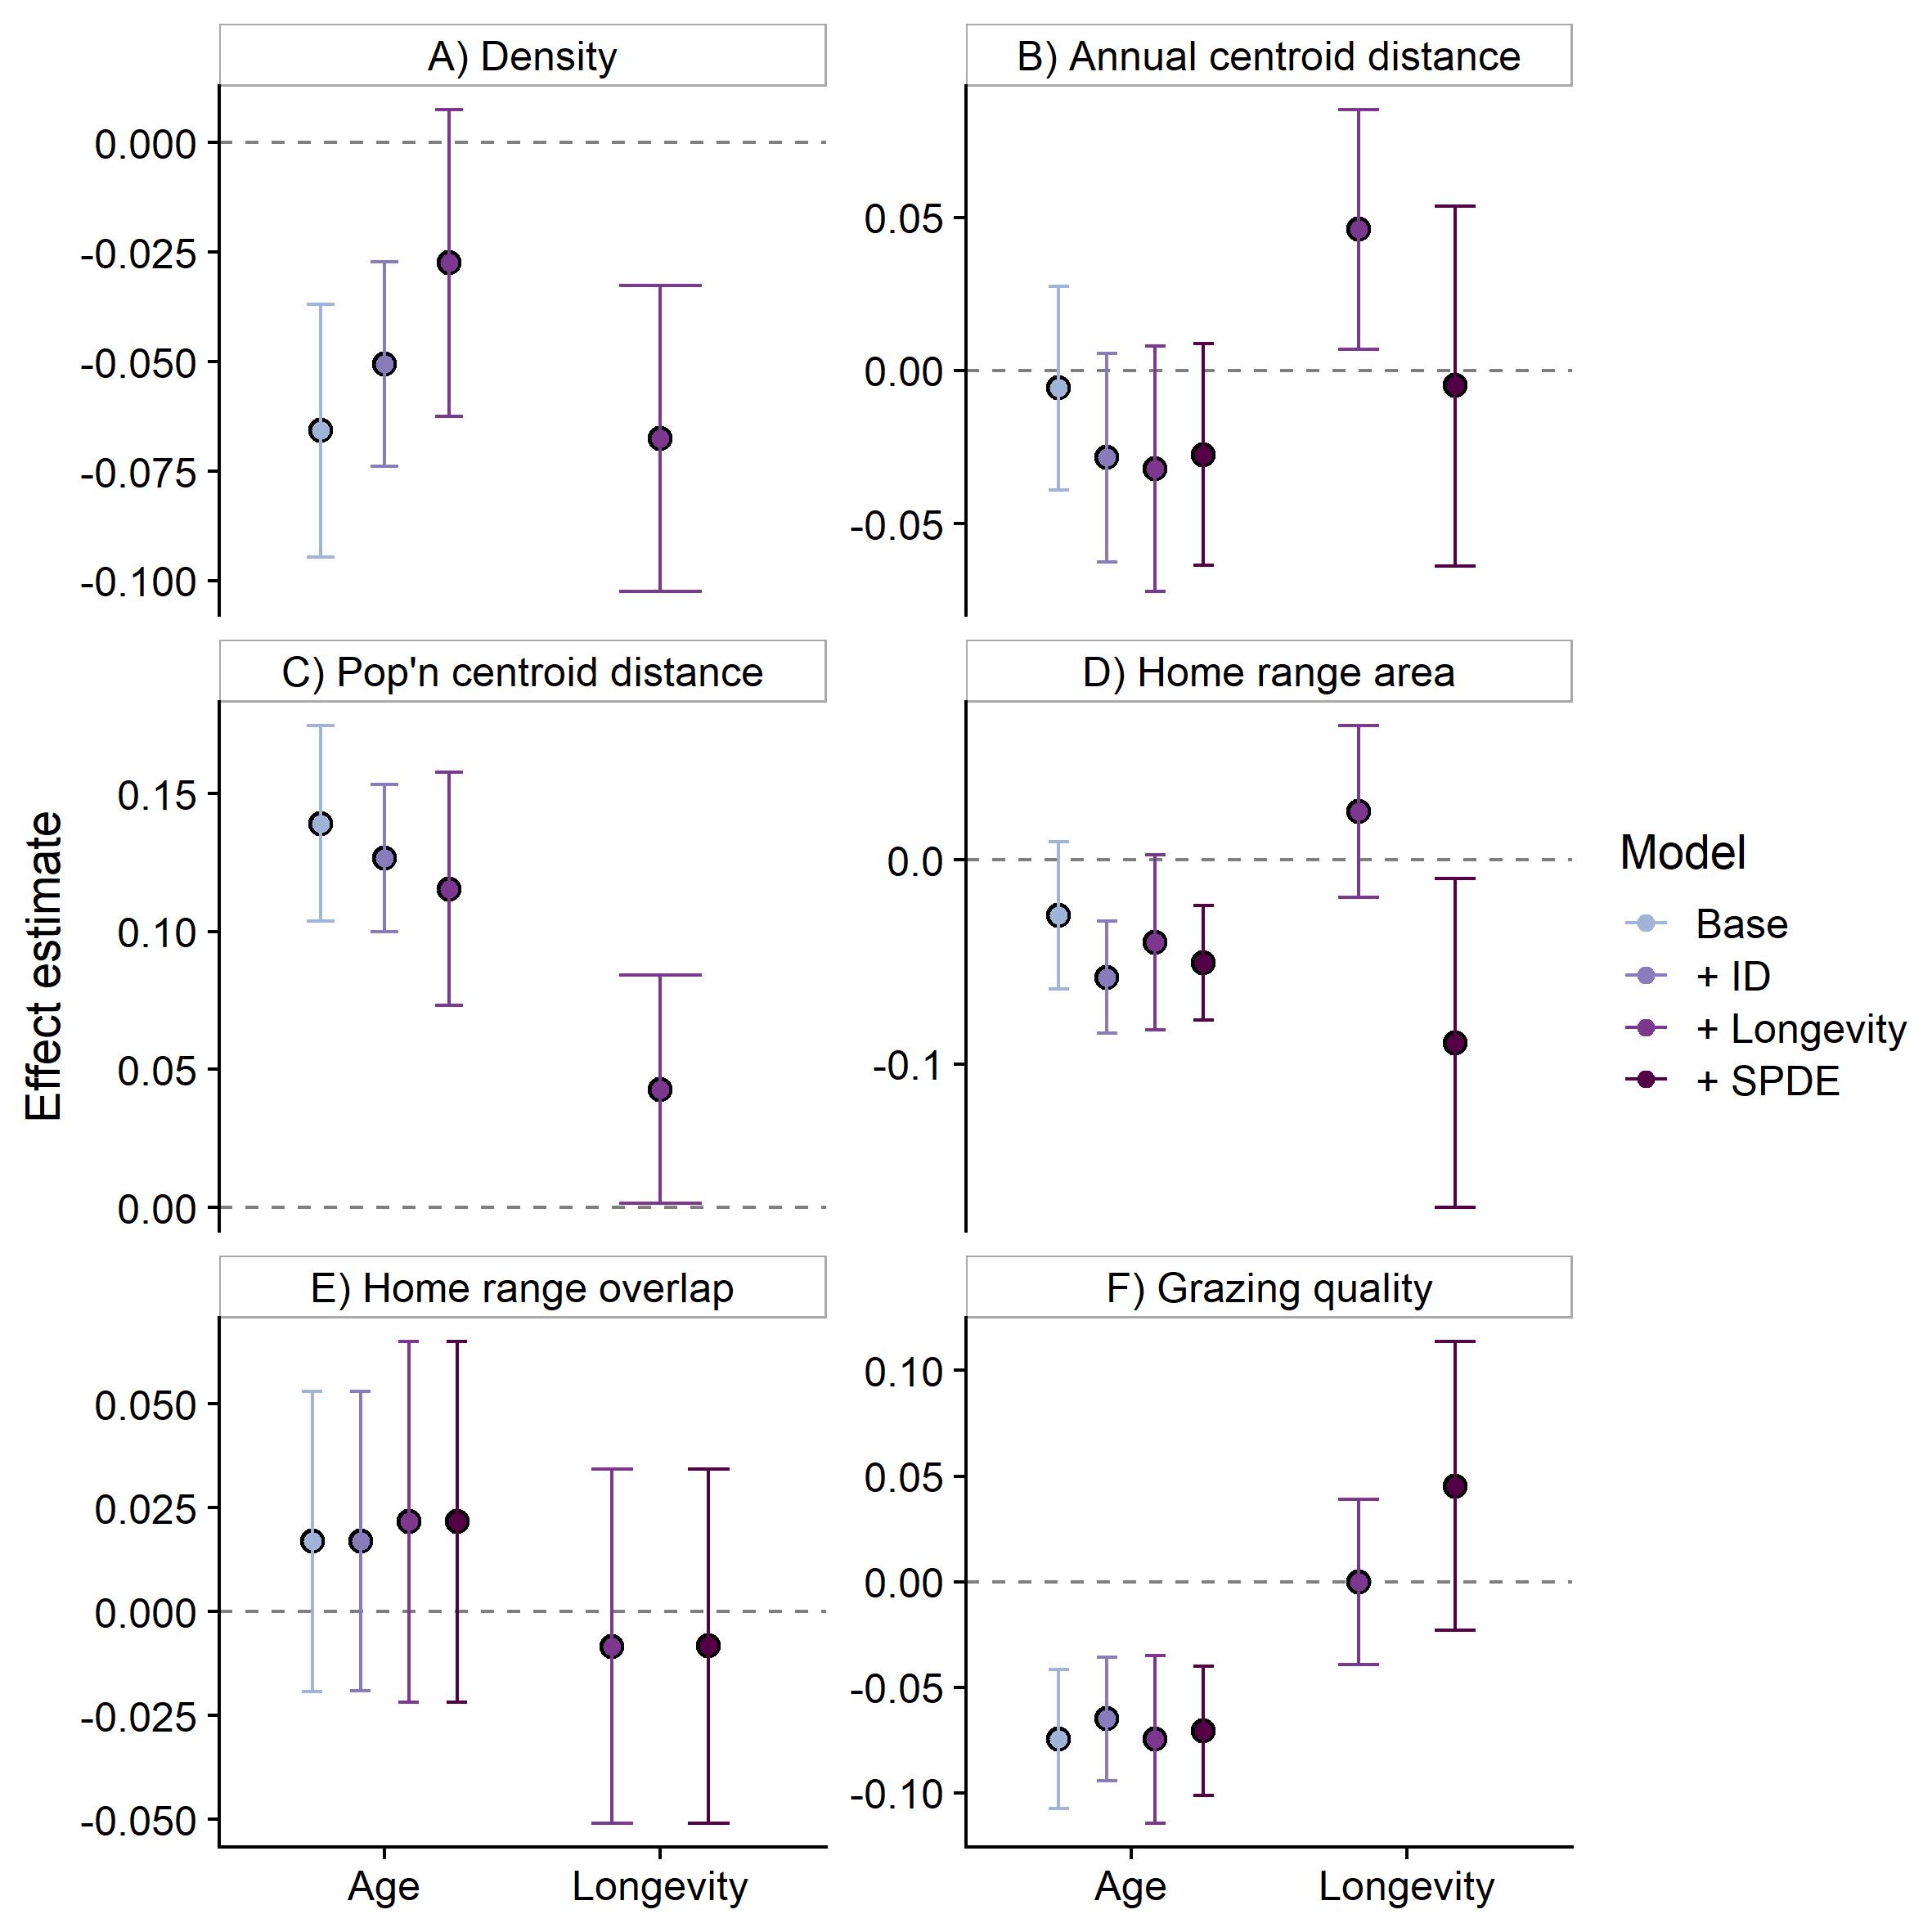 A) Density
0.000
-0.025
-0.050
-0.075
-0.100
B) Annual centroid distance
0.05
0.00
-0.05
C) Pop'n centroid distance
0.15
0.10
0.05
0.00
D) Home range area
0.0
-0.1
E) Home range overlap
0.050
0.025
0.000
-0.025
-0.050
Age
Longevity
F) Grazing quality
0.10
0.05
0.00
-0.05
-0.10
Age
Longevity
Effect estimate
Model
Base
+ ID
+ Longevity
+ SPDE